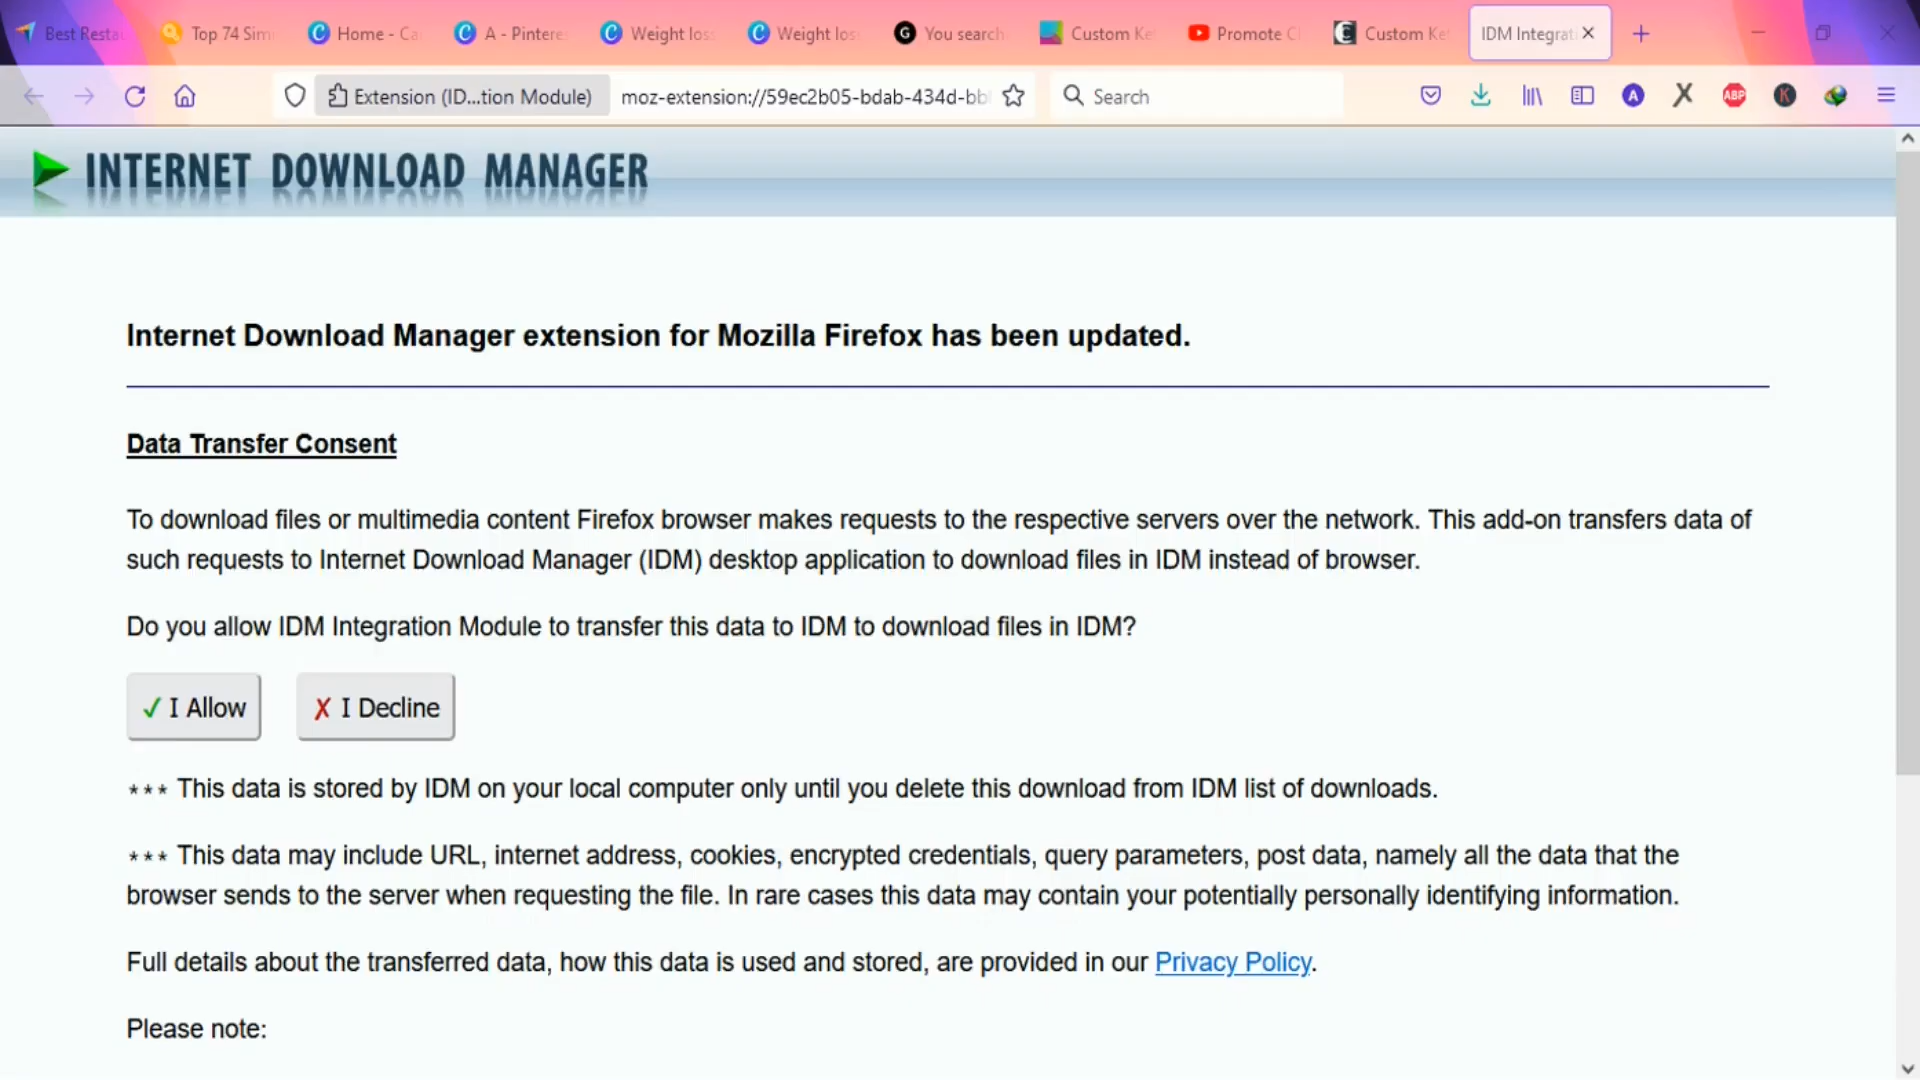 Best Resta Top 74 Sim Home - Ca A - Pintere Weight los Weight los You search Custom Ke Promote C Custom Ke IDM Integrat
Extension (ID...tion Module) moz-extension://59ec2b05-bdab-434d-bb Search A ABP K
INTERNET DOWNLOAD MANAGER
Internet Download Manager extension for Mozilla Firefox has been updated.
Data Transfer Consent
To download files or multimedia content Firefox browser makes requests to the respective servers over the network. This add-on transfers data of
such requests to Internet Download Manager (IDM) desktop application to download files in IDM instead of browser.
Do you allow IDM Integration Module to transfer this data to IDM to download files in IDM?
✓ I Allow ✗ I Decline
*** This data is stored by IDM on your local computer only until you delete this download from IDM list of downloads.
*** This data may include URL, internet address, cookies, encrypted credentials, query parameters, post data, namely all the data that the
browser sends to the server when requesting the file. In rare cases this data may contain your potentially personally identifying information.
Full details about the transferred data, how this data is used and stored, are provided in our Privacy Policy.
Please note: